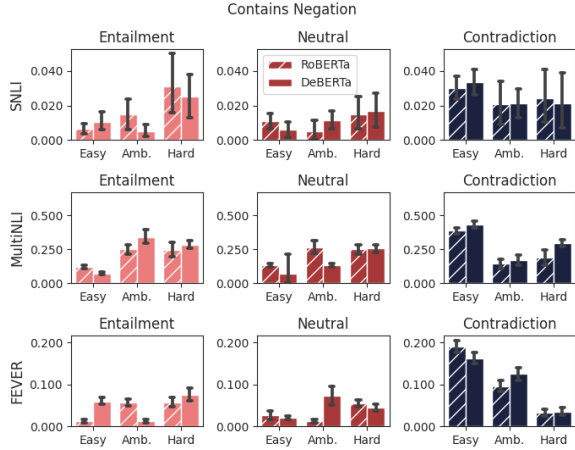 Contains Negation
Entailment Neutral Contradiction
SNLI
0.040 0.040 0.040
0.020 0.020 0.020
0.000 0.000 0.000
RoBERTa
DeBERTa
Easy Amb. Hard Easy Amb. Hard Easy Amb. Hard
Entailment Neutral Contradiction
MultiNLI
0.500 0.500 0.500
0.250 0.250 0.250
0.000 0.000 0.000
Easy Amb. Hard Easy Amb. Hard Easy Amb. Hard
Entailment Neutral Contradiction
FEVER
0.200 0.200 0.200
0.100 0.100 0.100
0.000 0.000 0.000
Easy Amb. Hard Easy Amb. Hard Easy Amb. Hard